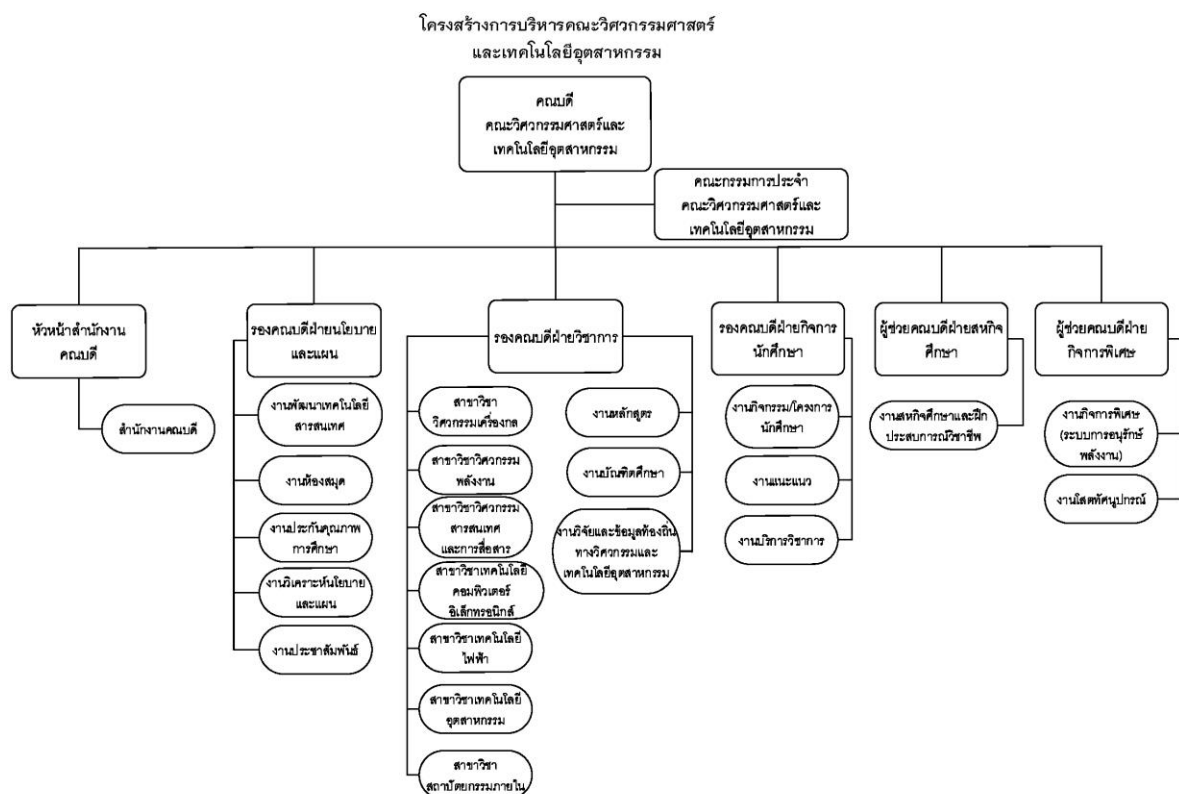 โครงสร้างการบริหารคณะวิศวกรรมศาสตร์
และเทคโนโลยีอุตสาหกรรม
คณบดี
คณะวิศวกรรมศาสตร์และ
เทคโนโลยีอุตสาหกรรม
คณะกรรมการประจำ
คณะวิศวกรรมศาสตร์และ
เทคโนโลยีอุตสาหกรรม
หัวหน้าสำนักงาน
คณบดี
สำนักงานคณบดี
รองคณบดีฝ่ายนโยบาย
และแผน
งานพัฒนาเทคโนโลยี
สารสนเทศ
งานห้องสมุด
งานประกันคุณภาพ
การศึกษา
งานวิเคราะห์นโยบาย
และแผน
งานประชาสัมพันธ์
รองคณบดีฝ่ายวิชาการ
สาขาวิชา
วิศวกรรมเครื่องกล
สาขาวิชาวิศวกรรม
พลังงาน
สาขาวิชาวิศวกรรม
สารสนเทศ
และการสื่อสาร
สาขาวิชาเทคโนโลยี
คอมพิวเตอร์
อิเล็กทรอนิกส์
สาขาวิชาเทคโนโลยี
ไฟฟ้า
สาขาวิชาเทคโนโลยี
อุตสาหกรรม
สาขาวิชา
สถาปัตยกรรมภายใน
งานหลักสูตร
งานบัณฑิตศึกษา
งานวิจัยและข้อมูลท้องถิ่น
ทางวิศวกรรมและ
เทคโนโลยีอุตสาหกรรม
รองคณบดีฝ่ายกิจการ
นักศึกษา
งานกิจกรรม/โครงการ
นักศึกษา
งานแนะแนว
งานบริการวิชาการ
ผู้ช่วยคณบดีฝ่ายสหกิจ
ศึกษา
งานสหกิจศึกษาและฝึก
ประสบการณ์วิชาชีพ
ผู้ช่วยคณบดีฝ่าย
กิจการพิเศษ
งานกิจการพิเศษ
(ระบบการอนุรักษ์
พลังงาน)
งานโสตทัศนูปกรณ์